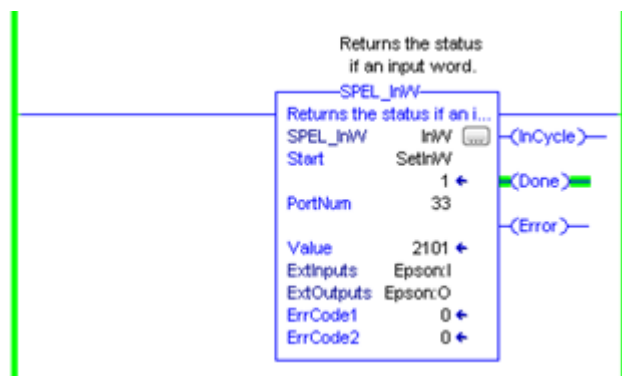 Returns the status
if an input word.
SPEL_InW
Returns the status if an i...
SPEL_InW InW ...
(InCycle)
Start SetInW
1
(Done)
PortNum 33
(Error)
Value 2101
ExtInputs Epson:I
ExtOutputs Epson:O
ErrCode1 0
ErrCode2 0